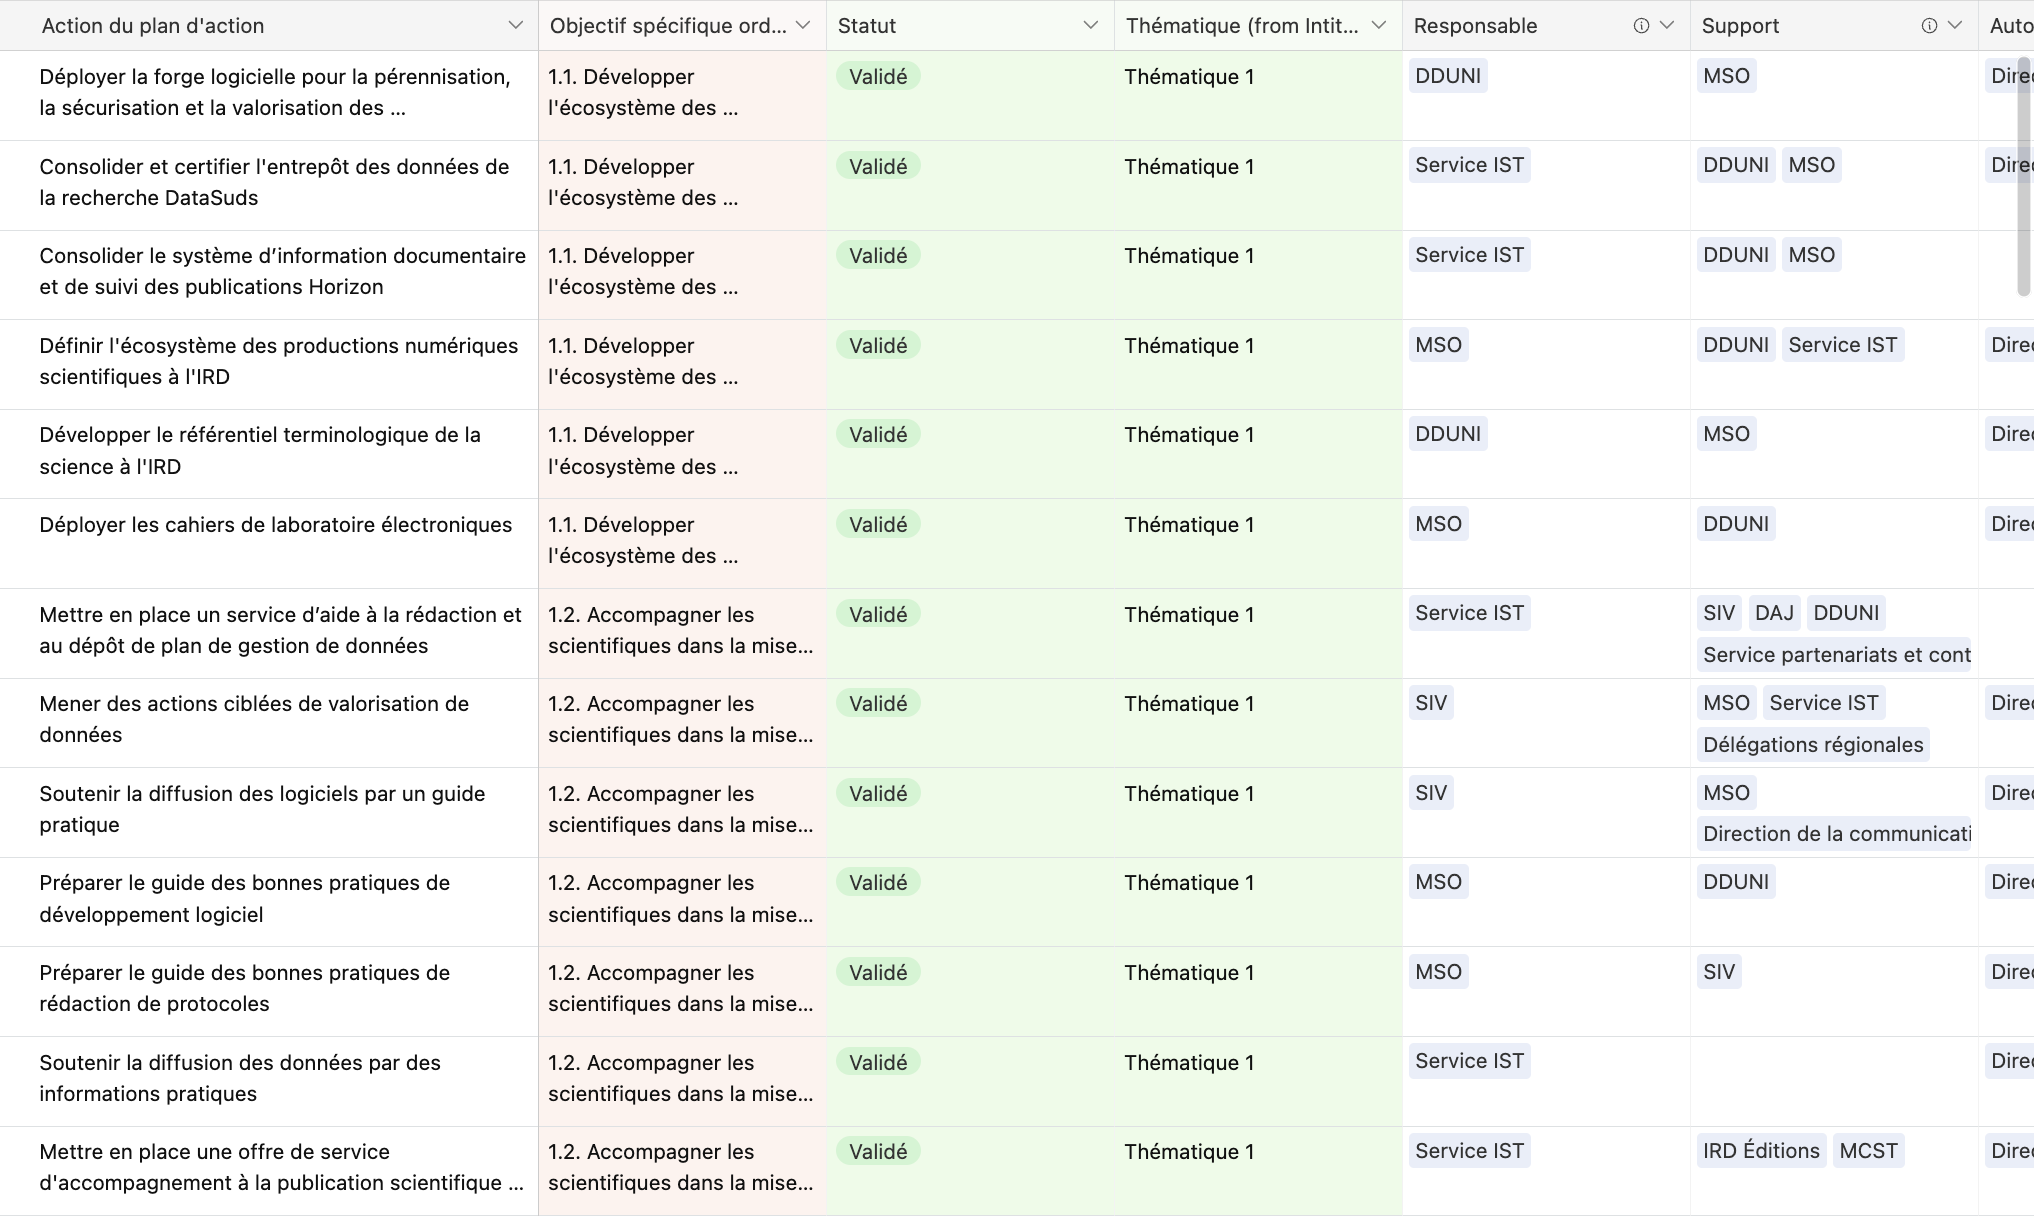 Action du plan d'action
Objectif spécifique ord...
Statut
Thématique (from Intit...
Responsable
Support
Auto
Déployer la forge logicielle pour la pérennisation,
la sécurisation et la valorisation des ...
1.1. Développer
l'écosystème des ...
Validé
Thématique 1
DDUNI
MSO
Dire
Consolider et certifier l'entrepôt des données de
la recherche DataSuds
1.1. Développer
l'écosystème des ...
Validé
Thématique 1
Service IST
DDUNI MSO
Dire
Consolider le système d’information documentaire
et de suivi des publications Horizon
1.1. Développer
l'écosystème des ...
Validé
Thématique 1
Service IST
DDUNI MSO
Définir l'écosystème des productions numériques
scientifiques à l'IRD
1.1. Développer
l'écosystème des ...
Validé
Thématique 1
MSO
DDUNI Service IST
Dire
Développer le référentiel terminologique de la
science à l'IRD
1.1. Développer
l'écosystème des ...
Validé
Thématique 1
DDUNI
MSO
Dire
Déployer les cahiers de laboratoire électroniques
1.1. Développer
l'écosystème des ...
Validé
Thématique 1
MSO
DDUNI
Dire
Mettre en place un service d’aide à la rédaction et
au dépôt de plan de gestion de données
1.2. Accompagner les
scientifiques dans la mise...
Validé
Thématique 1
Service IST
SIV DAJ DDUNI
Service partenariats et cont
Mener des actions ciblées de valorisation de
données
1.2. Accompagner les
scientifiques dans la mise...
Validé
Thématique 1
SIV
MSO Service IST
Délégations régionales
Dire
Soutenir la diffusion des logiciels par un guide
pratique
1.2. Accompagner les
scientifiques dans la mise...
Validé
Thématique 1
SIV
MSO
Direction de la communicati
Dire
Préparer le guide des bonnes pratiques de
développement logiciel
1.2. Accompagner les
scientifiques dans la mise...
Validé
Thématique 1
MSO
DDUNI
Dire
Préparer le guide des bonnes pratiques de
rédaction de protocoles
1.2. Accompagner les
scientifiques dans la mise...
Validé
Thématique 1
MSO
SIV
Dire
Soutenir la diffusion des données par des
informations pratiques
1.2. Accompagner les
scientifiques dans la mise...
Validé
Thématique 1
Service IST
Dire
Mettre en place une offre de service
d'accompagnement à la publication scientifique ...
1.2. Accompagner les
scientifiques dans la mise...
Validé
Thématique 1
Service IST
IRD Éditions MCST
Dire